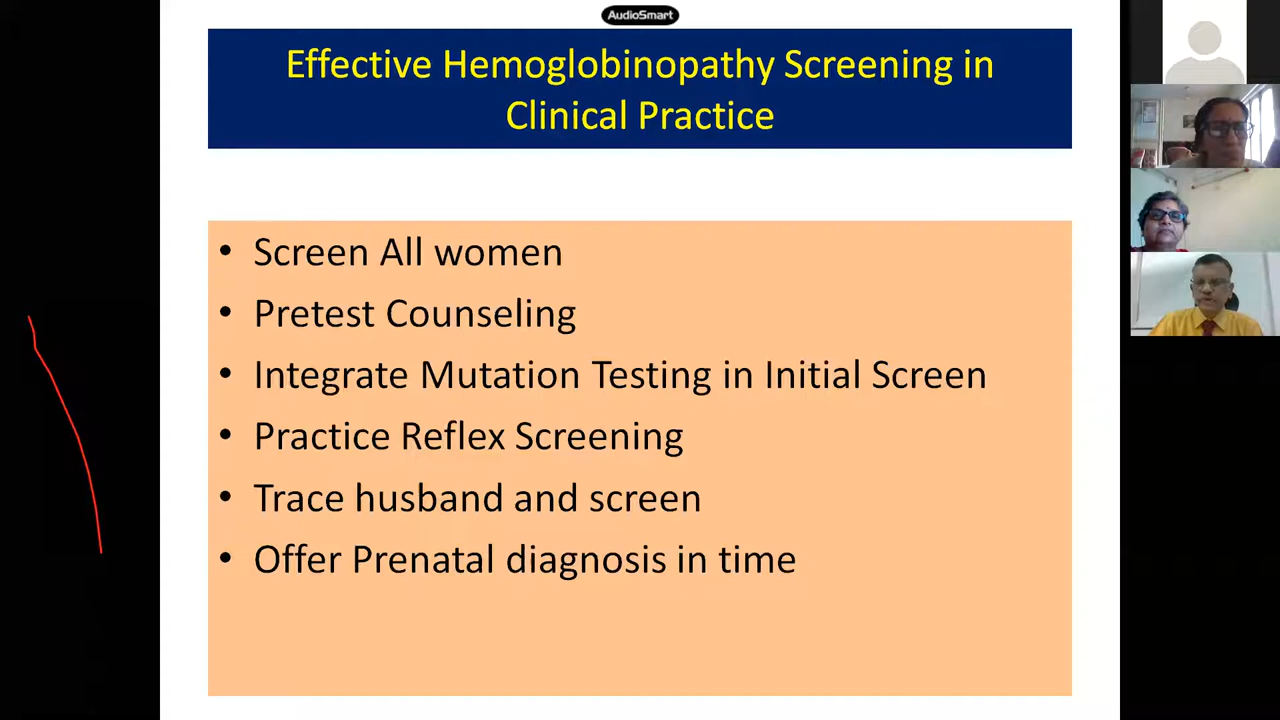 AudioSmart
Effective Hemoglobinopathy Screening in
Clinical Practice
• Screen All women
• Pretest Counseling
• Integrate Mutation Testing in Initial Screen
• Practice Reflex Screening
• Trace husband and screen
• Offer Prenatal diagnosis in time